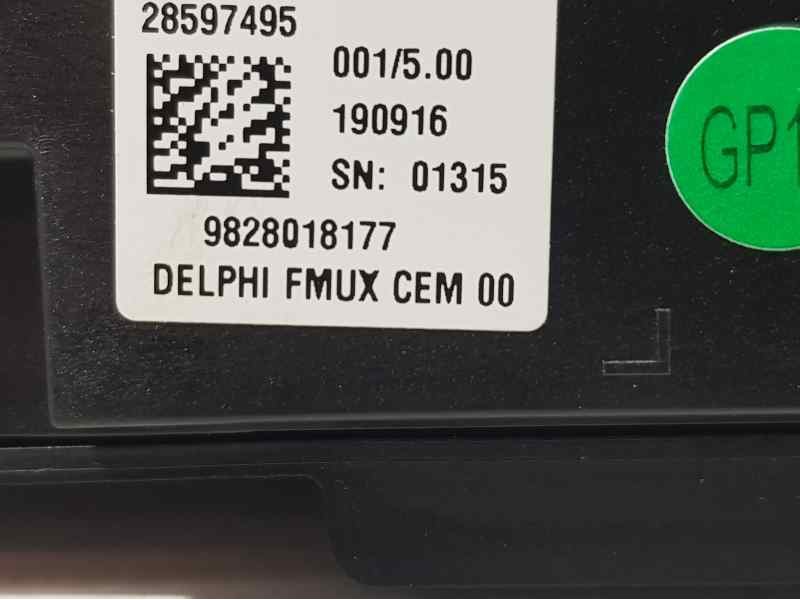 28597495
001/5.00
190916
SN: 01315
9828018177
DELPHI FMUX CEM 00
GP1